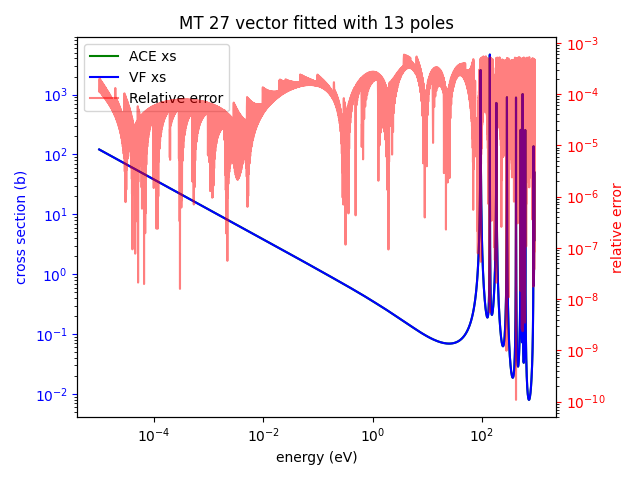 MT 27 vector fitted with 13 poles
ACE xs
VF xs
Relative error
cross section (b)
10³
10²
10¹
10⁰
10⁻¹
10⁻²
10⁻³
10⁻⁴
10⁻⁵
10⁻⁶
10⁻⁷
10⁻⁸
10⁻⁹
10⁻¹⁰
relative error
10⁻⁴
10⁻²
10⁰
10²
energy (eV)